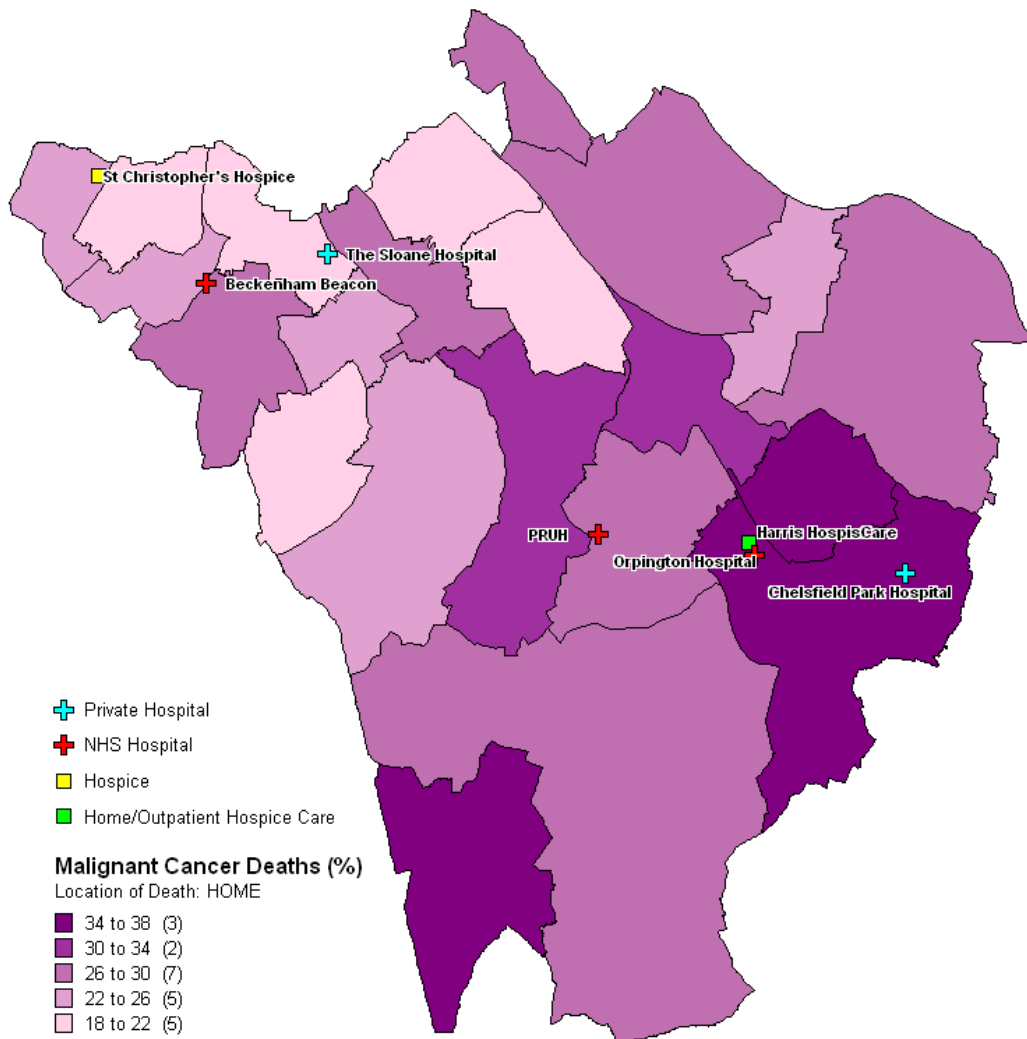 St Christopher's Hospice
The Sloane Hospital
Beckenham Beacon
PRUH
Harris HospisCare
Orpington Hospital
Chelsfield Park Hospital
Private Hospital
NHS Hospital
Hospice
Home/Outpatient Hospice Care
Malignant Cancer Deaths (%)
Location of Death: HOME
34 to 38 (3)
30 to 34 (2)
26 to 30 (7)
22 to 26 (5)
18 to 22 (5)